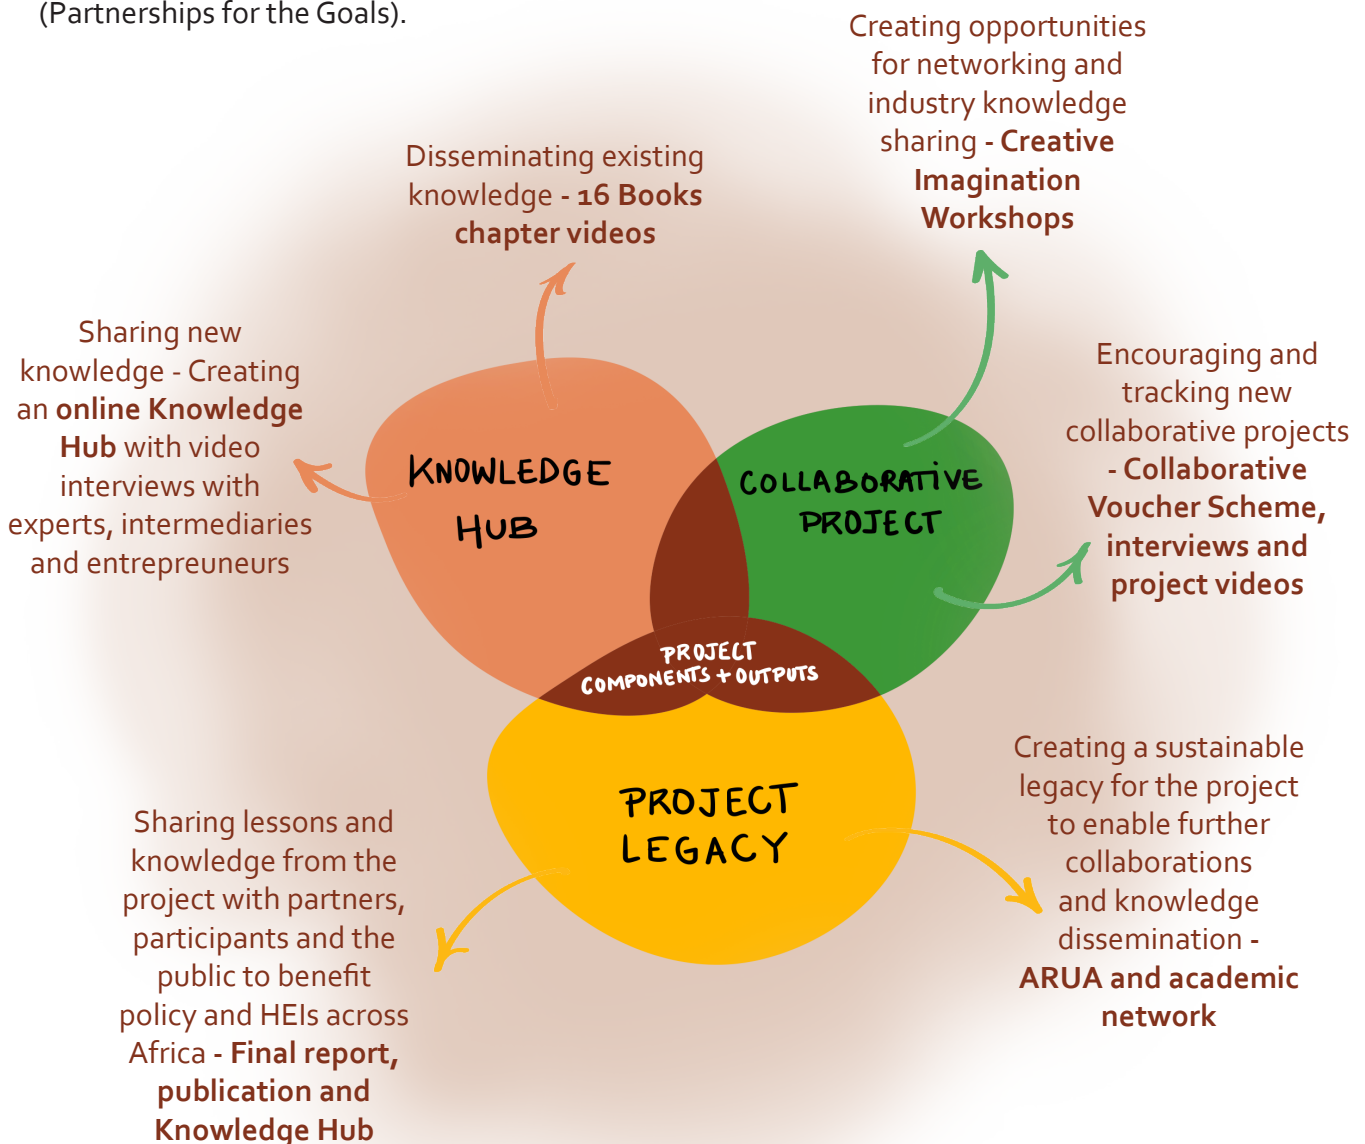 (Partnerships for the Goals).
Creating opportunities
for networking and
industry knowledge
sharing - Creative
Imagination
Workshops
Disseminating existing
knowledge - 16 Books
chapter videos
Sharing new
knowledge - Creating
an online Knowledge
Hub with video
interviews with
experts, intermediaries
and entrepreuneurs
Encouraging and
tracking new
collaborative projects
- Collaborative
Voucher Scheme,
interviews and
project videos
KNOWLEDGE
HUB
COLLABORATIVE
PROJECT
PROJECT
COMPONENTS + OUTPUTS
PROJECT
LEGACY
Creating a sustainable
legacy for the project
to enable further
collaborations
and knowledge
dissemination -
ARUA and academic
network
Sharing lessons and
knowledge from the
project with partners,
participants and the
public to benefit
policy and HEIs across
Africa - Final report,
publication and
Knowledge Hub